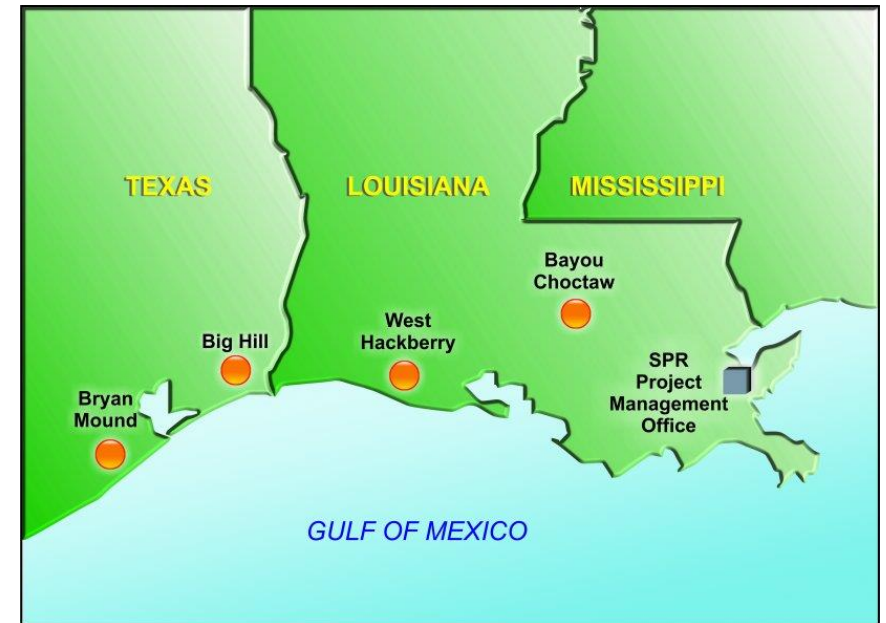 TEXAS
LOUISIANA
MISSISSIPPI
Bayou
Choctaw
West
Hackberry
Big Hill
SPR
Project
Management
Office
Bryan
Mound
GULF OF MEXICO